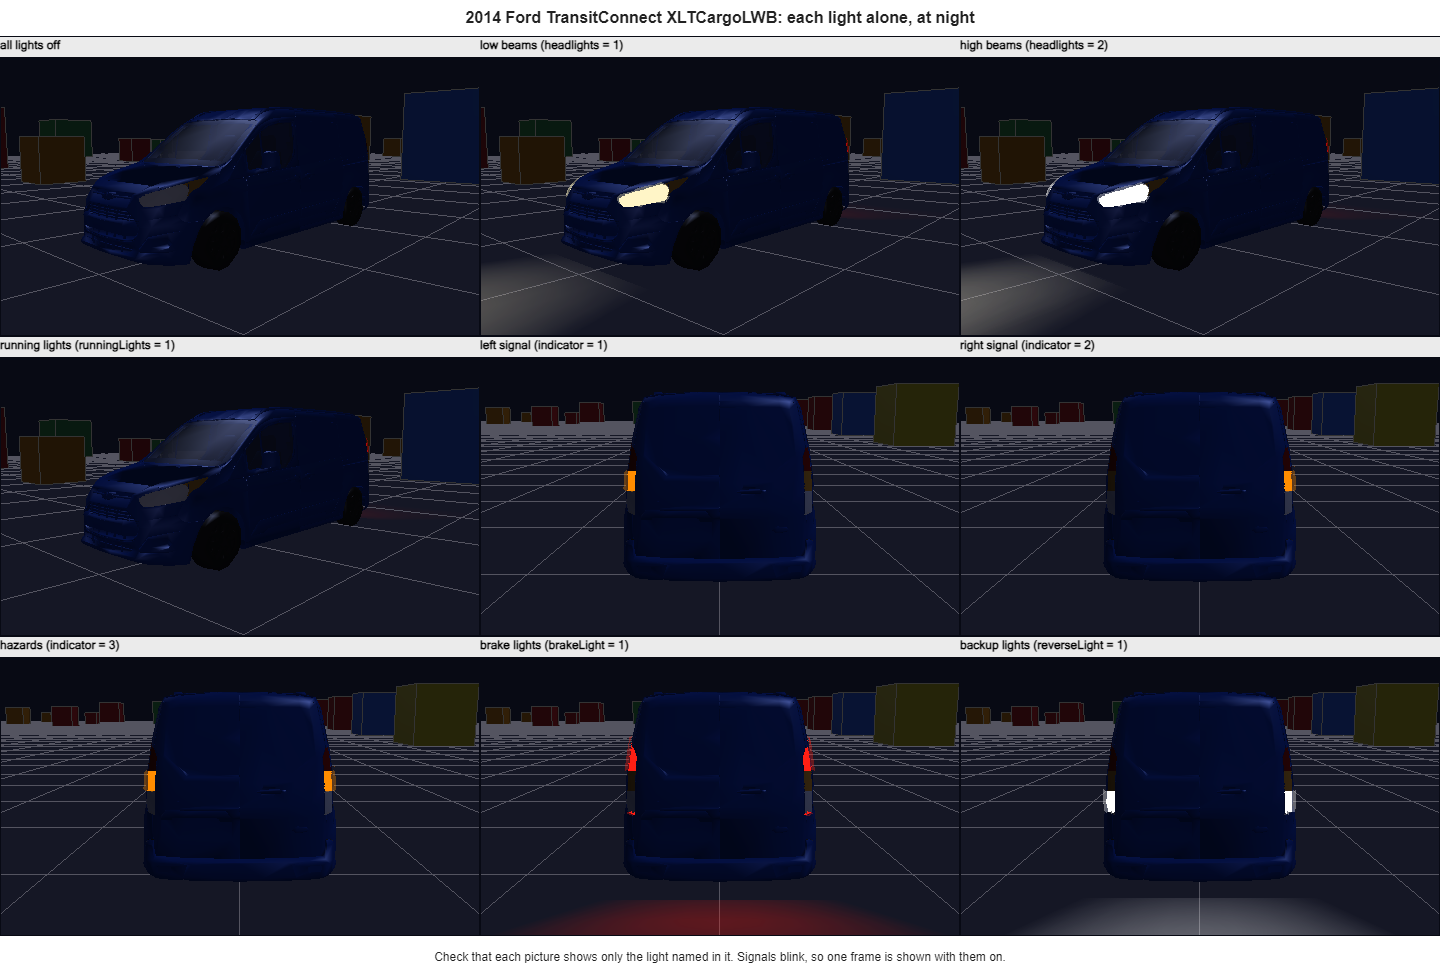 2014 Ford TransitConnect XLTCargoLWB: each light alone, at night
all lights off
low beams (headlights = 1)
high beams (headlights = 2)
running lights (runningLights = 1)
left signal (indicator = 1)
right signal (indicator = 2)
hazards (indicator = 3)
brake lights (brakeLight = 1)
backup lights (reverseLight = 1)
Check that each picture shows only the light named in it. Signals blink, so one frame is shown with them on.